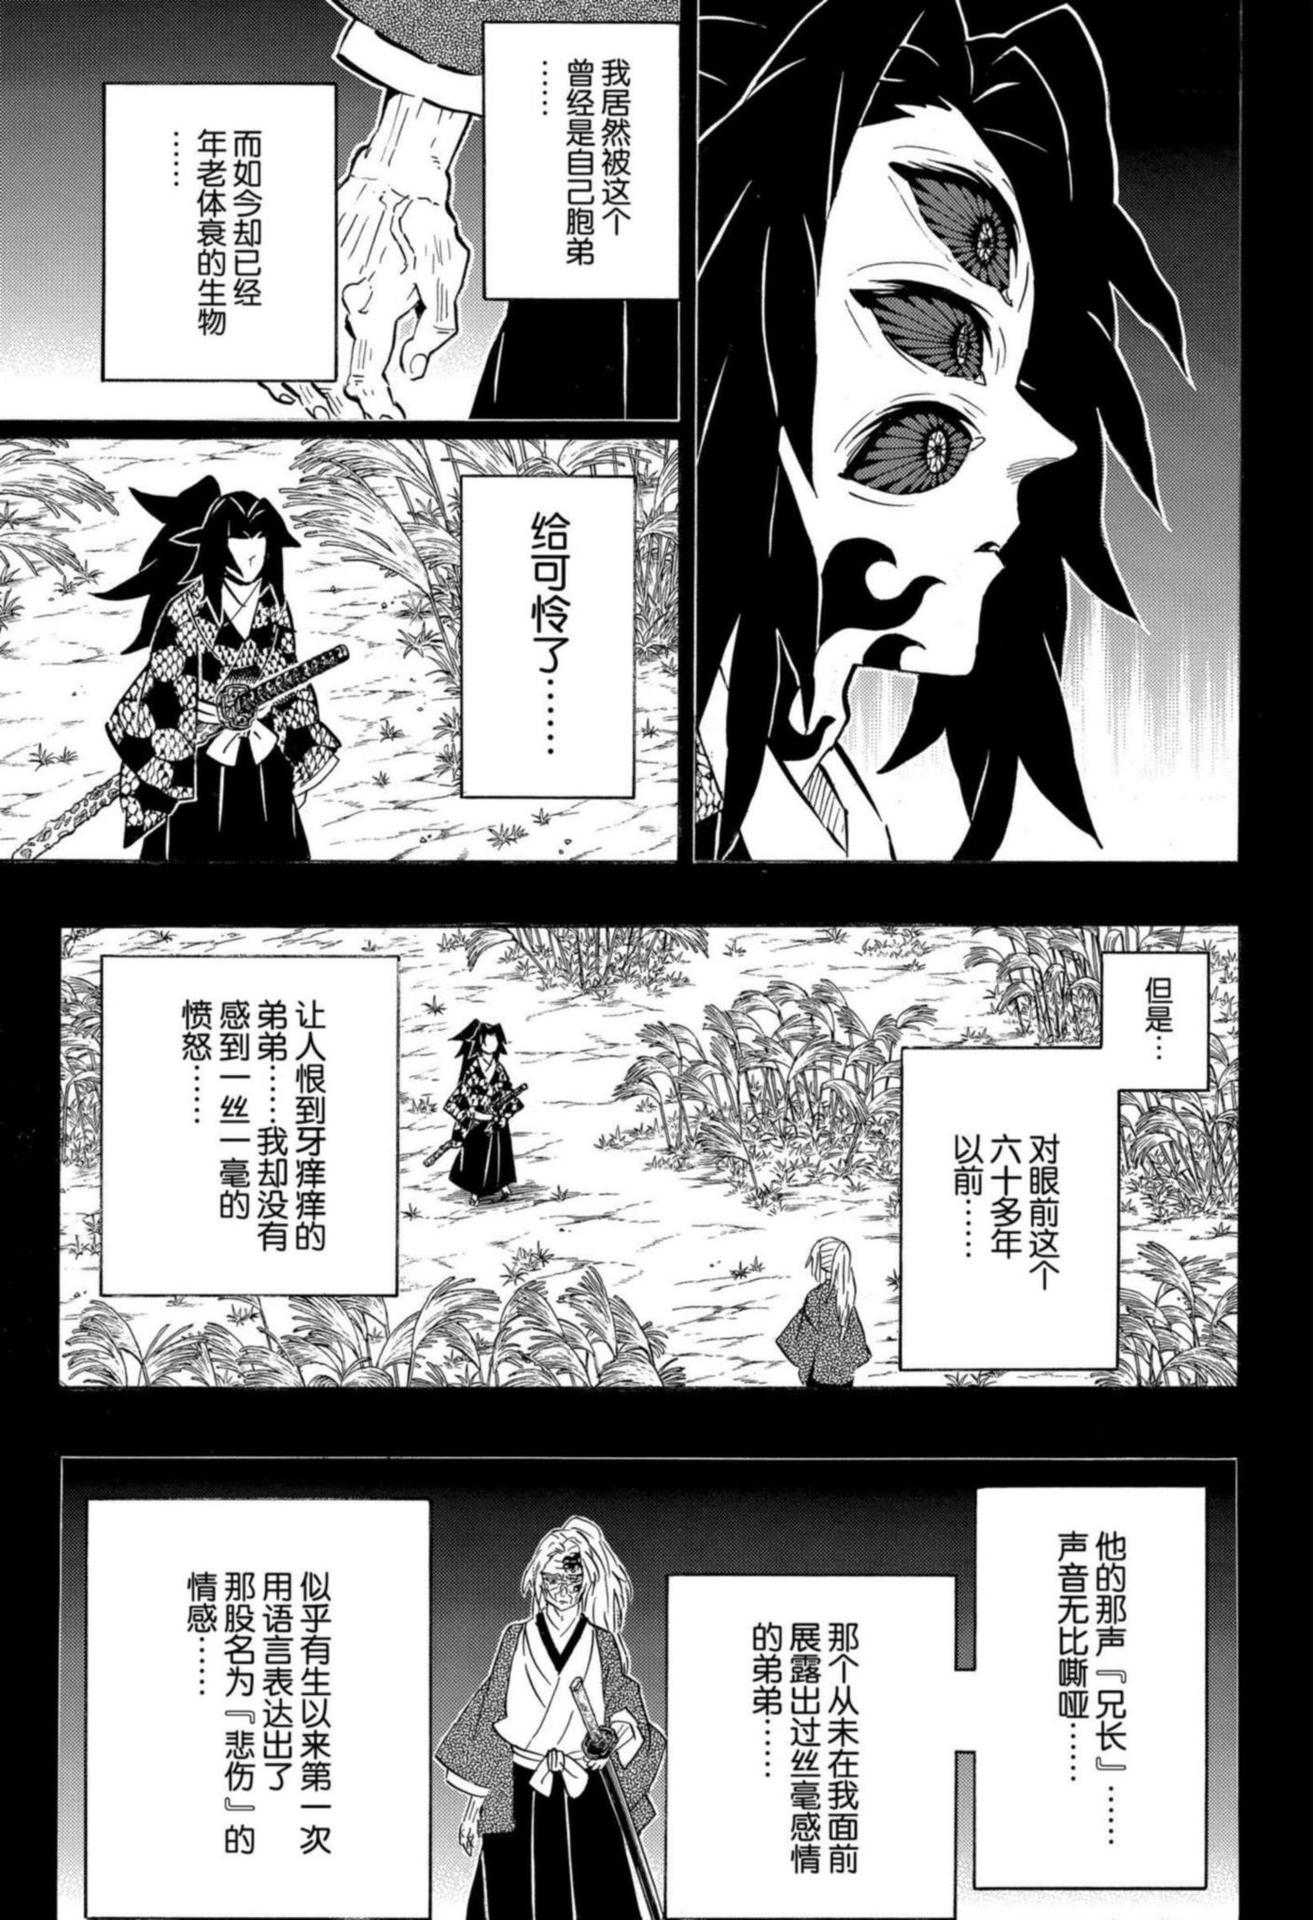 我居然被这个
曾经是自己胞弟
……
而如今却已经
年老体衰的生物
……
给可怜了……
但是…
对眼前这个
六十多年
以前……
让人恨到牙痒痒的
弟弟……我却没有
感到一丝一毫的
愤怒……
他的那声『兄长』……
声音无比嘶哑……
那个从未在我面前
展露出过丝毫感情
的弟弟……
似乎有生以来第一次
用语言表达出了
那股名为『悲伤』的
情感……